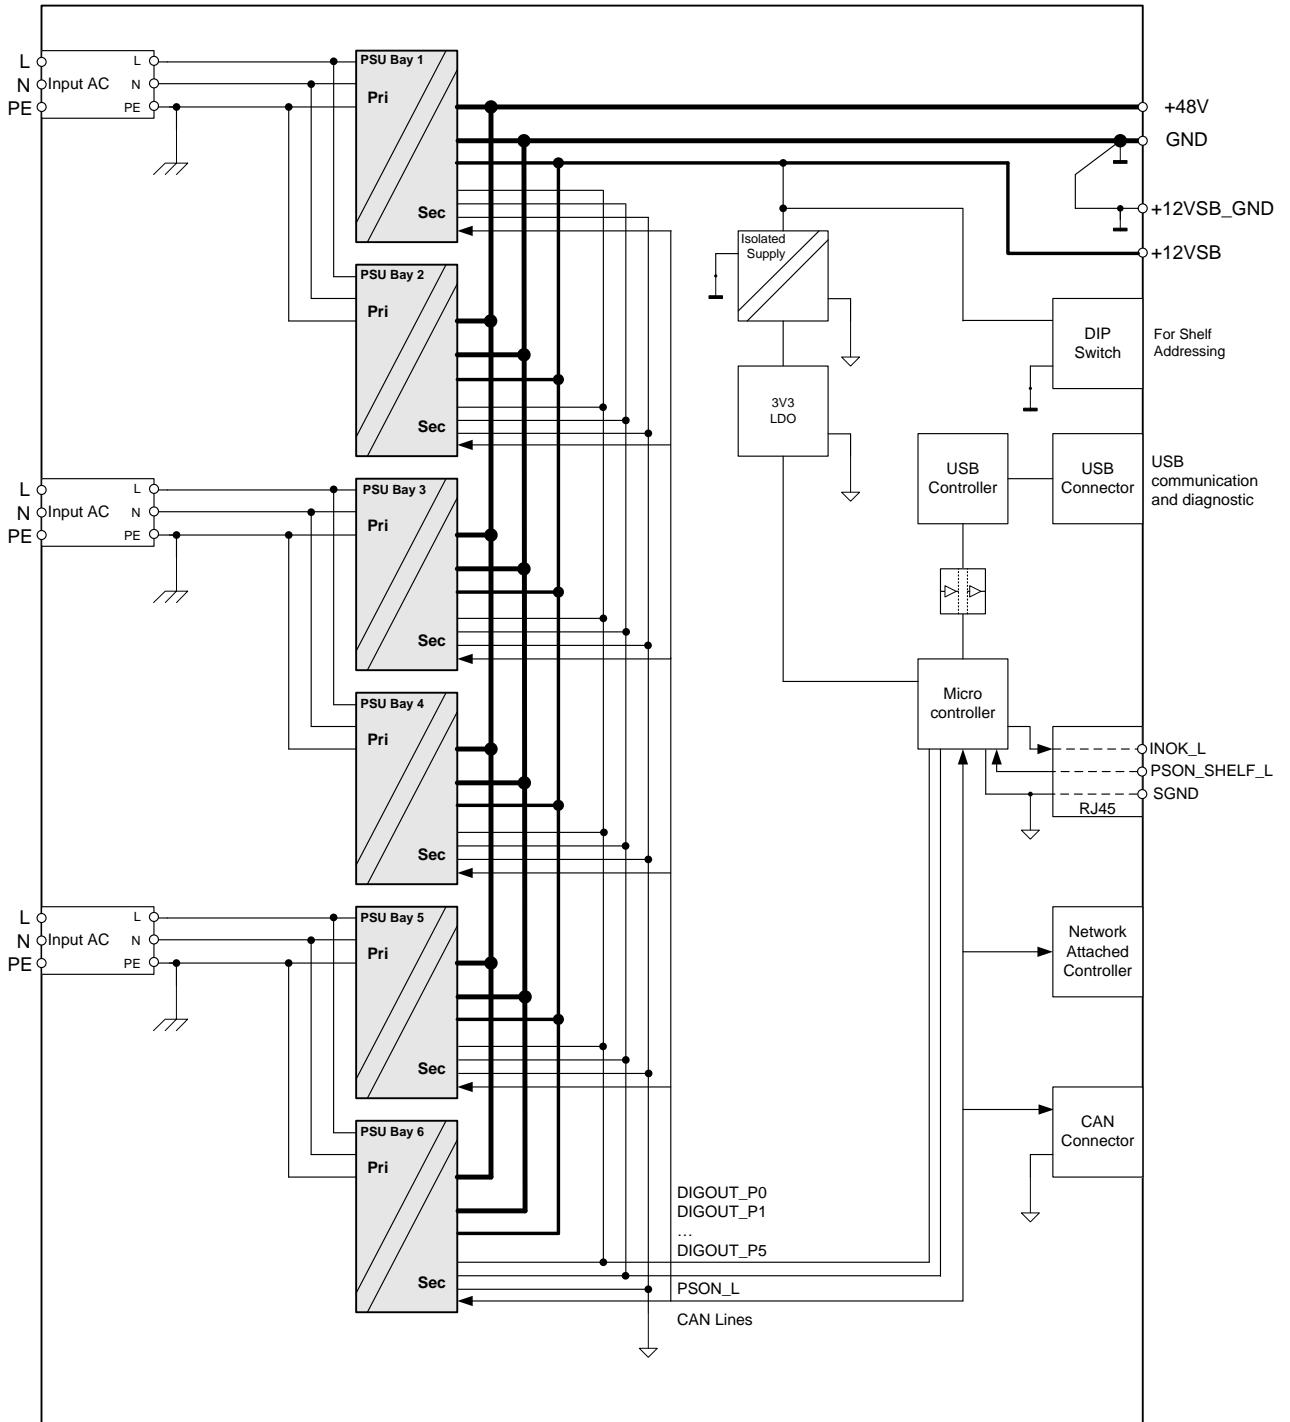 L
N
PE
Input AC
L
N
PE
PSU Bay 1
Pri
Sec
+48V
GND
+12VSB_GND
+12VSB
Isolated
Supply
PSU Bay 2
Pri
Sec
DIP
Switch
For Shelf
Addressing
3V3
LDO
L
N
PE
Input AC
L
N
PE
PSU Bay 3
Pri
Sec
USB
Controller
USB
Connector
USB
communication
and diagnostic
PSU Bay 4
Pri
Sec
Micro
controller
INOK_L
PSON_SHELF_L
SGND
RJ45
L
N
PE
Input AC
L
N
PE
PSU Bay 5
Pri
Sec
Network
Attached
Controller
PSU Bay 6
Pri
Sec
CAN
Connector
DIGOUT_P0
DIGOUT_P1
...
DIGOUT_P5
PSON_L
CAN Lines